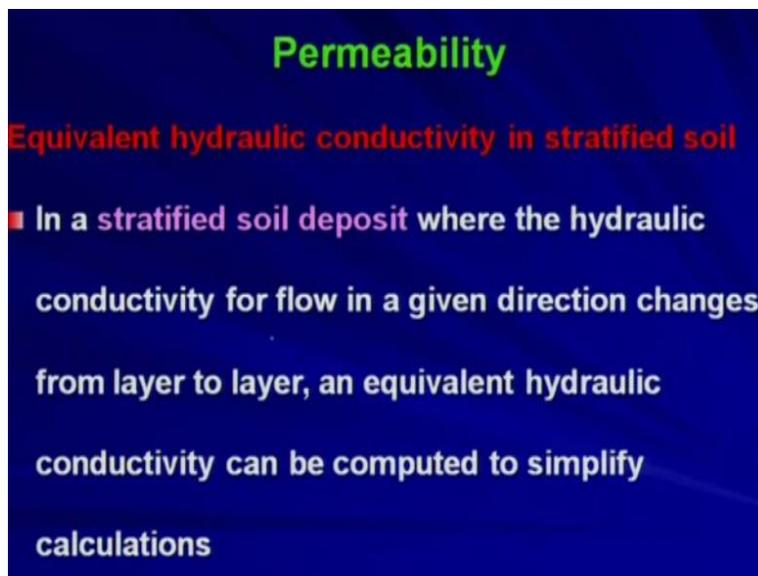 Permeability
Equivalent hydraulic conductivity in stratified soil
In a stratified soil deposit where the hydraulic
conductivity for flow in a given direction changes
from layer to layer, an equivalent hydraulic
conductivity can be computed to simplify
calculations